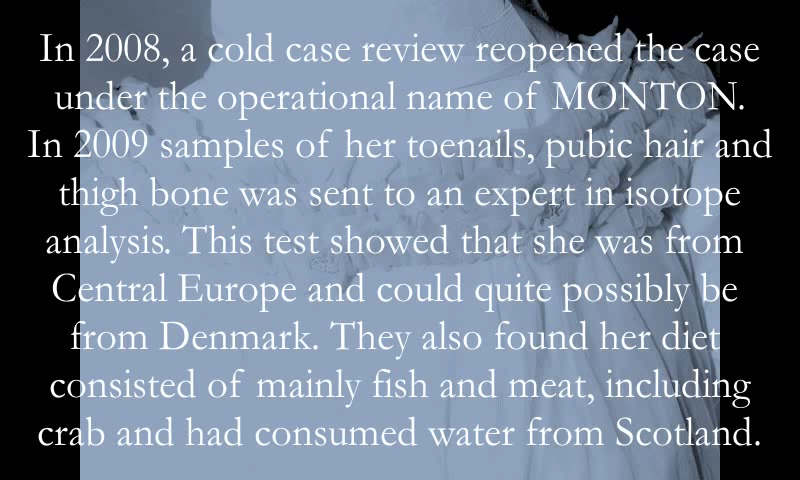 In 2008, a cold case review reopened the case
under the operational name of MONTON.
In 2009 samples of her toenails, pubic hair and
thigh bone was sent to an expert in isotope
analysis. This test showed that she was from
Central Europe and could quite possibly be
from Denmark. They also found her diet
consisted of mainly fish and meat, including
crab and had consumed water from Scotland.